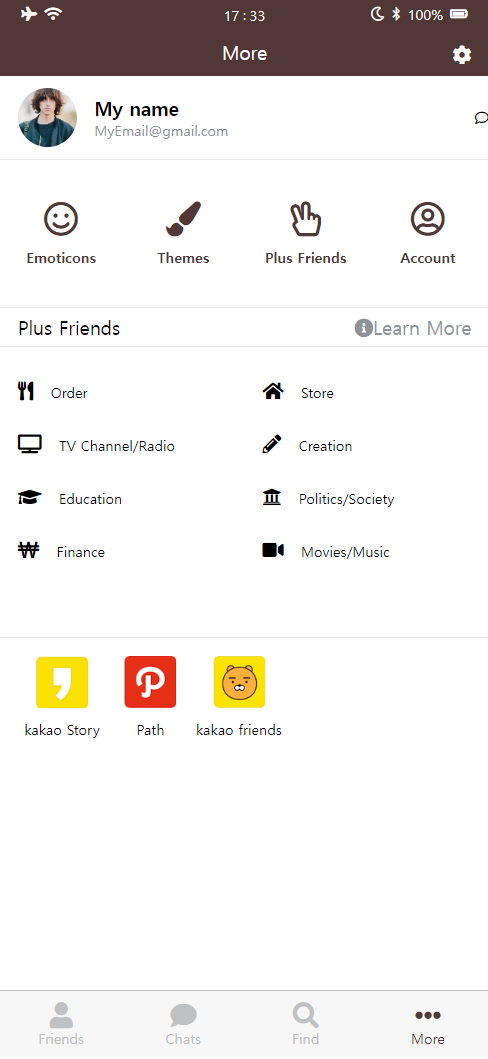 17:33
100%
More
My name
MyEmail@gmail.com
Emoticons Themes Plus Friends Account
Plus Friends Learn More
Order Store
TV Channel/Radio Creation
Education Politics/Society
Finance Movies/Music
kakao Story Path kakao friends
Friends Chats Find More